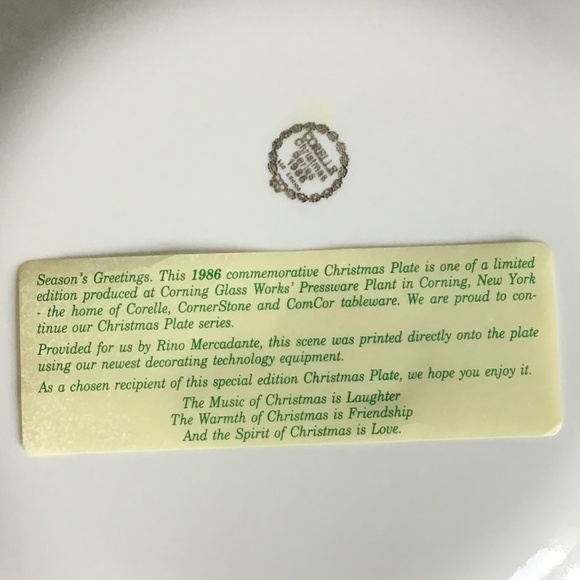 CORELLE
Christmas
Series
1986
Season's Greetings. This 1986 commemorative Christmas Plate is one of a limited
edition produced at Corning Glass Works' Pressware Plant in Corning, New York
- the home of Corelle, CornerStone and ComCor tableware. We are proud to con-
tinue our Christmas Plate series.
Provided for us by Rino Mercadante, this scene was printed directly onto the plate
using our newest decorating technology equipment.
As a chosen recipient of this special edition Christmas Plate, we hope you enjoy it.
The Music of Christmas is Laughter
The Warmth of Christmas is Friendship
And the Spirit of Christmas is Love.